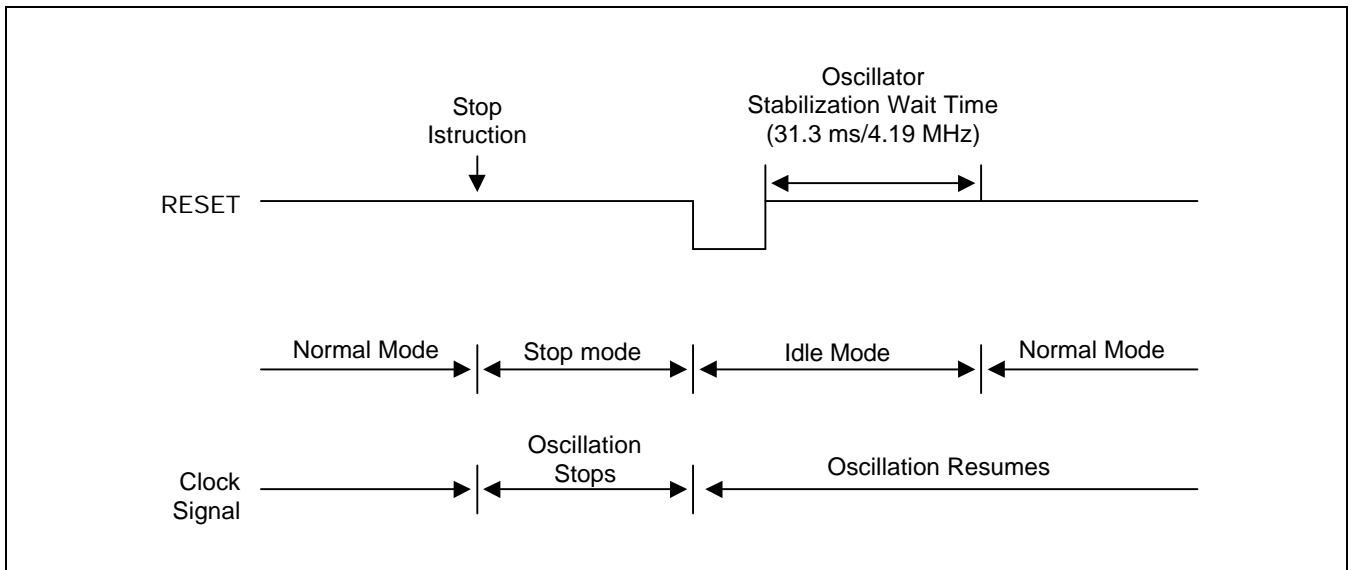 Oscillator
Stabilization Wait Time
(31.3 ms/4.19 MHz)
Stop
Istruction
RESET
Normal Mode
Stop mode
Idle Mode
Normal Mode
Oscillation
Stops
Oscillation Resumes
Clock
Signal